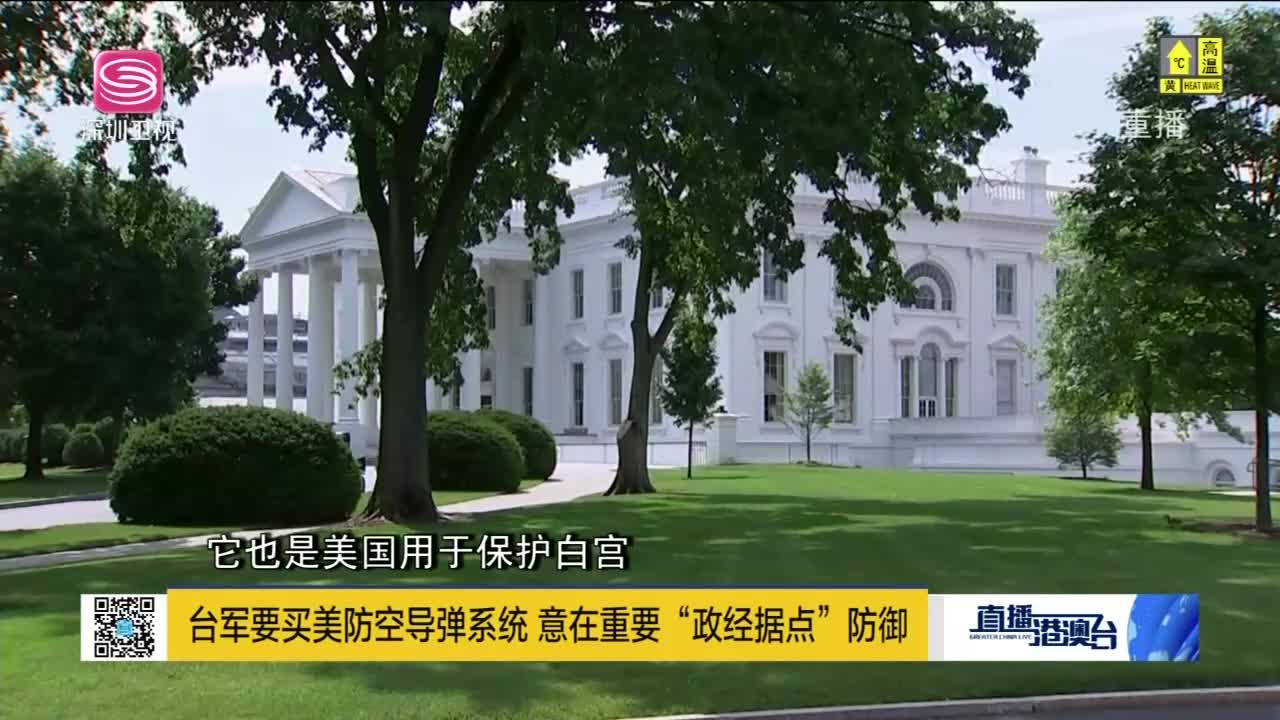 深圳卫视
℃
高温
黄
HEAT WAVE
重播
它也是美国用于保护白宫
台军要买美防空导弹系统 意在重要“政经据点”防御
直播港澳台
GREATER CHINA LIVE